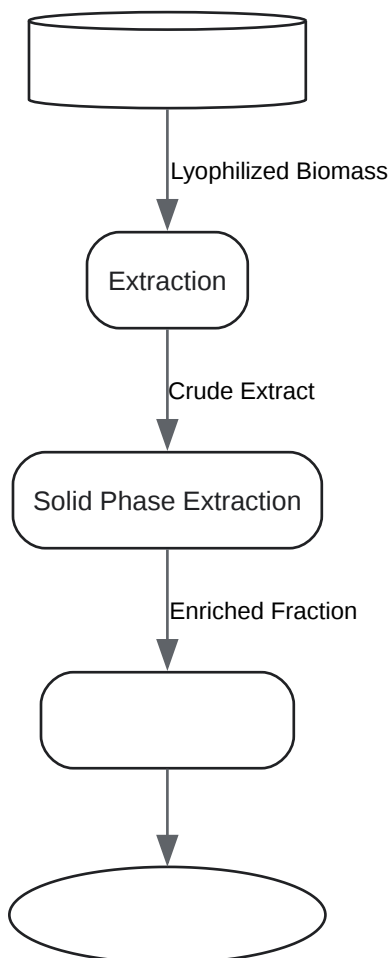 Lyophilized Biomass
Extraction
Crude Extract
Solid Phase Extraction
Enriched Fraction